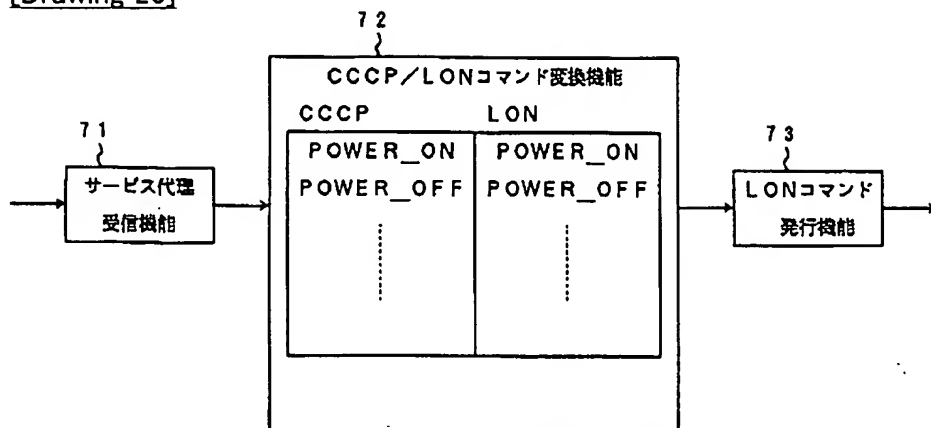 72
CCCP/LONコマンド変換機能
CCCP LON
71
73
POWER_ON POWER_ON
サービス代理
受信機能
POWER_OFF POWER_OFF
LONコマンド
発行機能